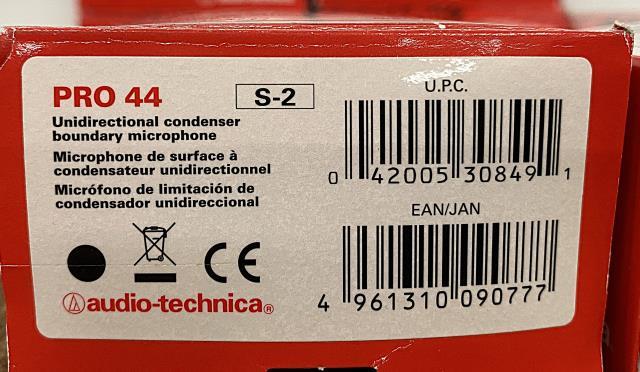 PRO 44
S-2
Unidirectional condenser
boundary microphone
Microphone de surface à
condensateur unidirectionnel
Micrófono de limitación de
condensador unidireccional
CE
audio-technica®
U.P.C.
0 42005 30849 1
EAN/JAN
4 961310 090777